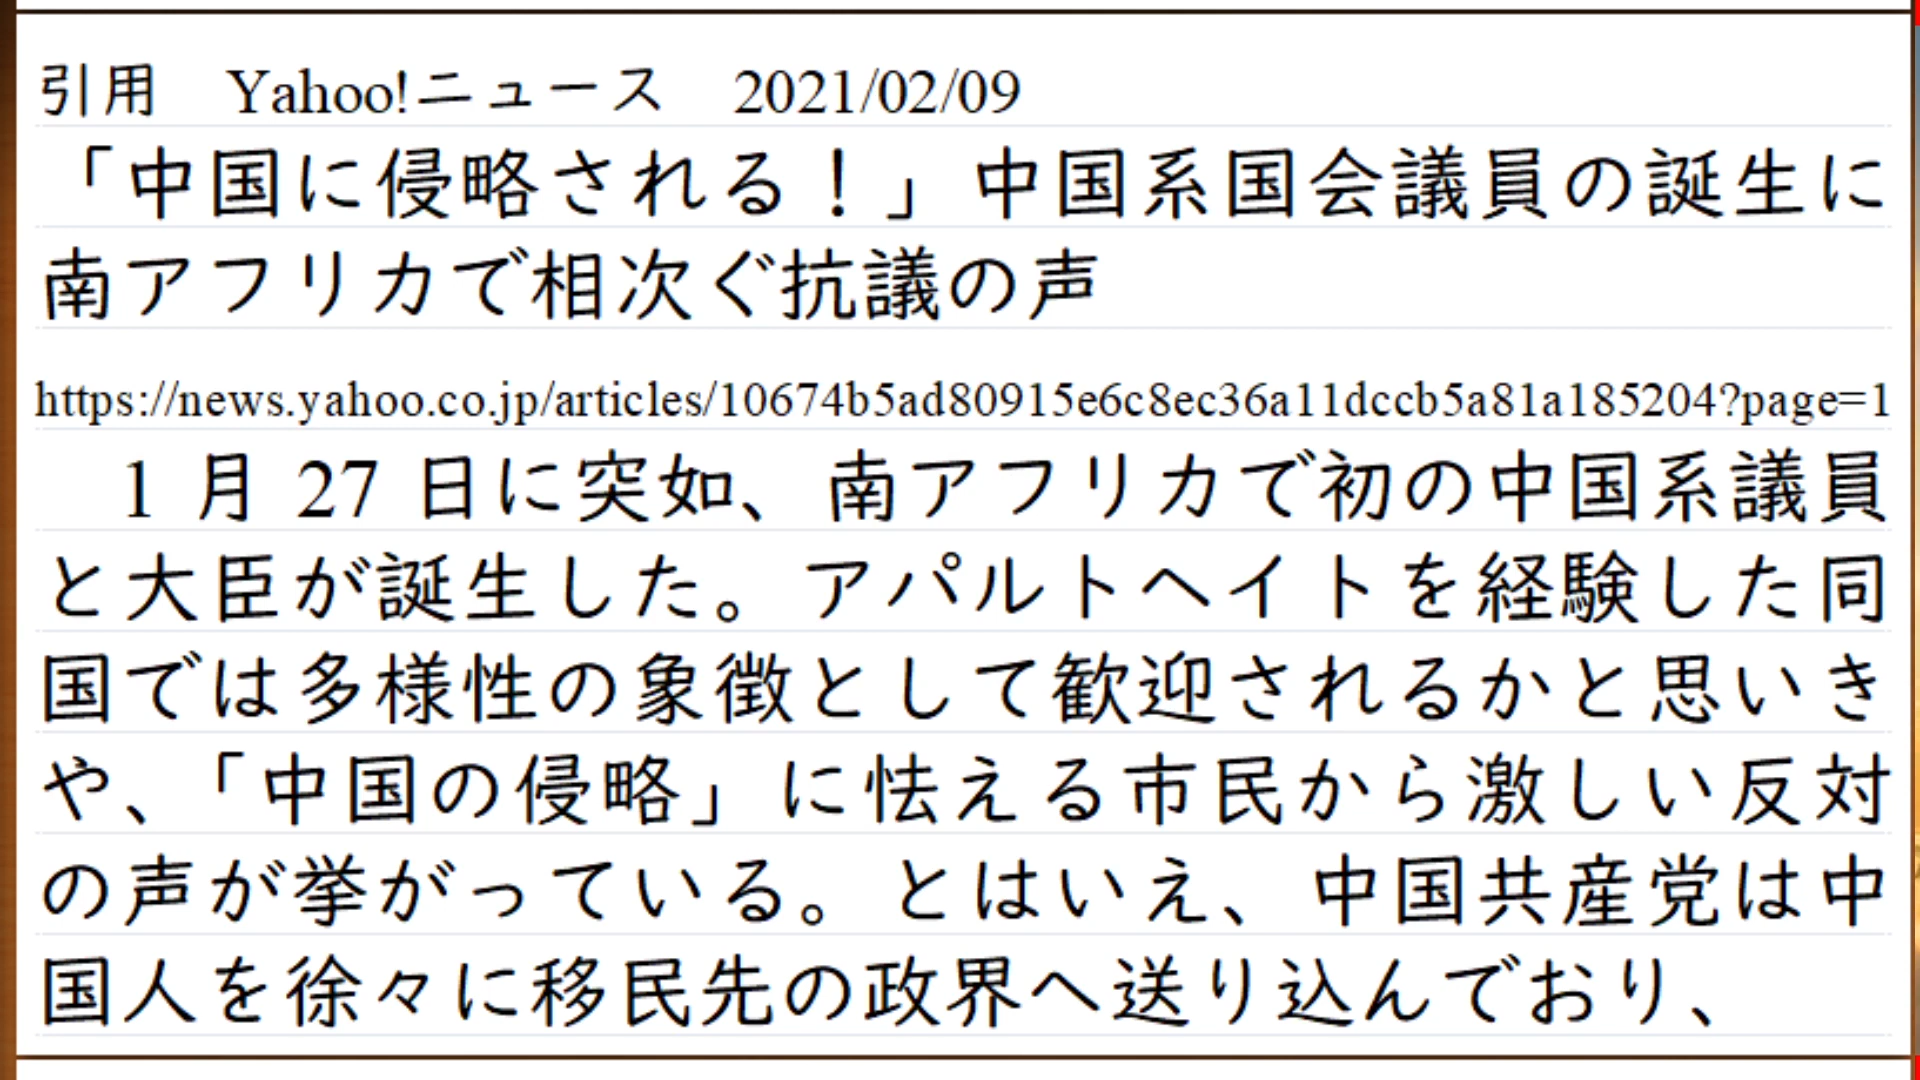 引用　Yahoo!ニュース　2021/02/09
「中国に侵略される！」中国系国会議員の誕生に
南アフリカで相次ぐ抗議の声
https://news.yahoo.co.jp/articles/10674b5ad80915e6c8ec36a11dccb5a81a185204?page=1
　1 月 27 日に突如、南アフリカで初の中国系議員
と大臣が誕生した。アパルトヘイトを経験した同
国では多様性の象徴として歓迎されるかと思いき
や、「中国の侵略」に怯える市民から激しい反対
の声が挙がっている。とはいえ、中国共産党は中
国人を徐々に移民先の政界へ送り込んでおり、